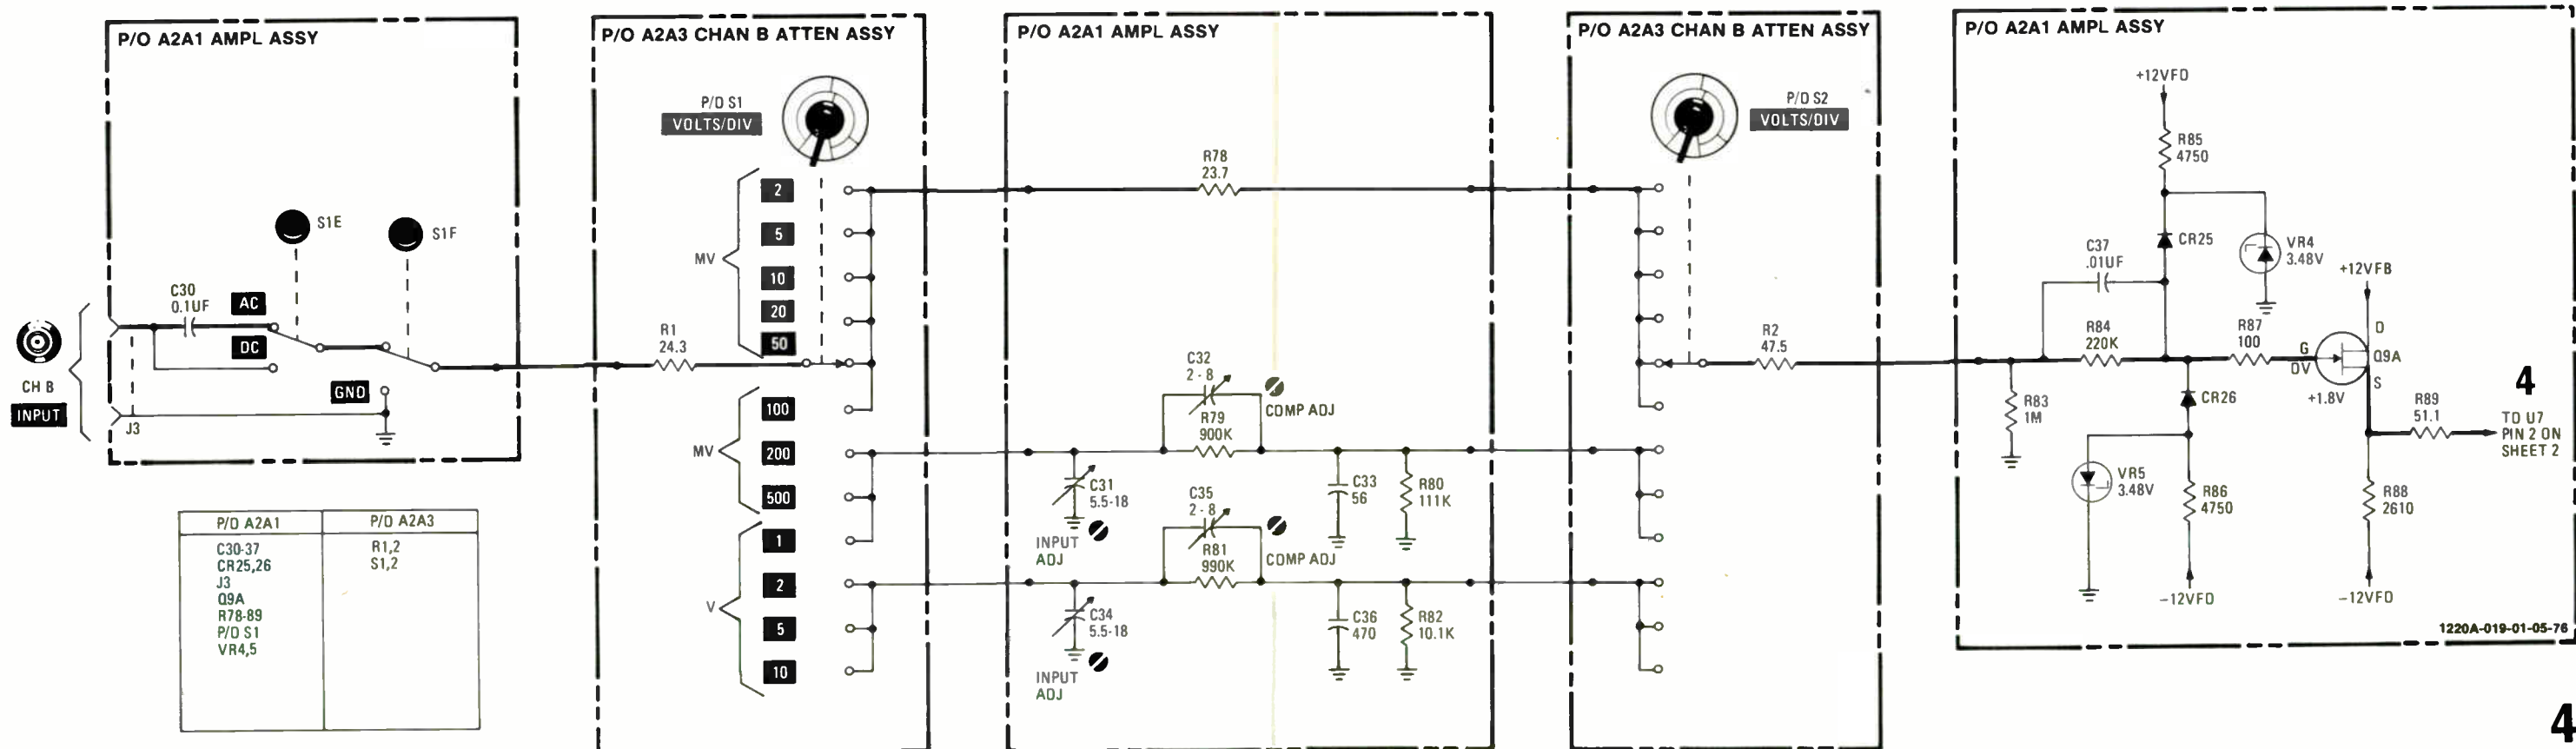 P/O A2A1 AMPL ASSY
S1E
S1F
C30
0.1UF
AC
DC
GND
CH B
INPUT
J3
P/O A2A1
P/O A2A3
C30-37
CR25,26
J3
Q9A
R78-89
P/O S1
VR4,5
R1,2
S1,2
P/O A2A3 CHAN B ATTEN ASSY
P/O S1
VOLTS/DIV
2
5
MV
10
20
50
R1
24.3
100
MV
200
500
1
2
V
5
10
P/O A2A1 AMPL ASSY
R78
23.7
C32
2 - 8
COMP ADJ
R79
900K
C31
5.5-18
INPUT
ADJ
C33
56
R80
111K
C35
2 - 8
COMP ADJ
R81
990K
C34
5.5-18
INPUT
ADJ
C36
470
R82
10.1K
P/O A2A3 CHAN B ATTEN ASSY
P/O S2
VOLTS/DIV
R2
47.5
P/O A2A1 AMPL ASSY
+12VFD
R85
4750
CR25
VR4
3.48V
C37
.01UF
+12VFB
R84
220K
R87
100
G
0V
D
Q9A
S
+1.8V
R83
1M
CR26
R89
51.1
4
TO U7
PIN 2 ON
SHEET 2
VR5
3.48V
R86
4750
R88
2610
-12VFD
-12VFD
1220A-019-01-05-76
4